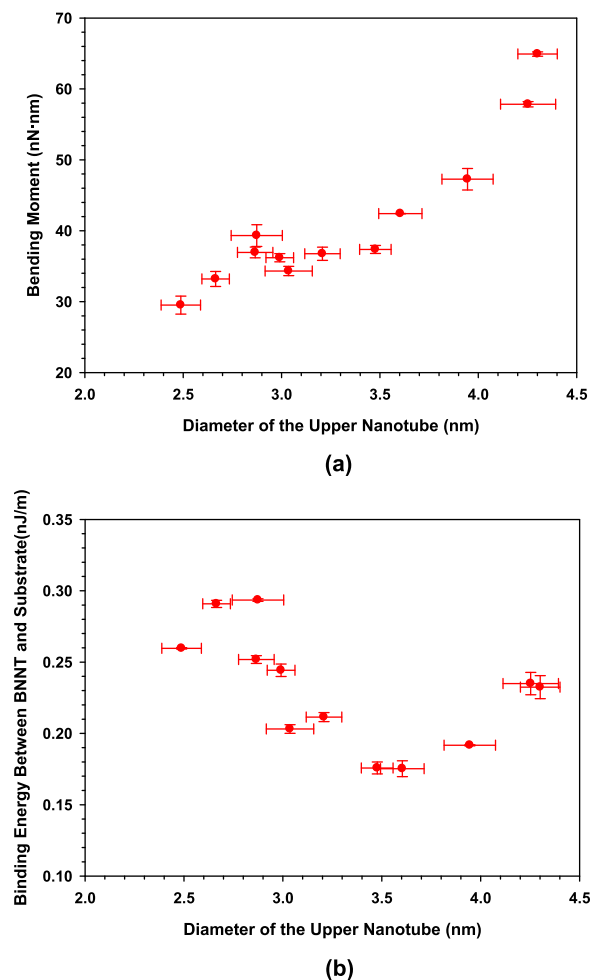 70
60
50
40
30
20
Bending Moment (nN·nm)
2.0 2.5 3.0 3.5 4.0 4.5
Diameter of the Upper Nanotube (nm)
(a)
0.35
0.30
0.25
0.20
0.15
0.10
Binding Energy Between BNNT and Substrate(nJ/m)
2.0 2.5 3.0 3.5 4.0 4.5
Diameter of the Upper Nanotube (nm)
(b)